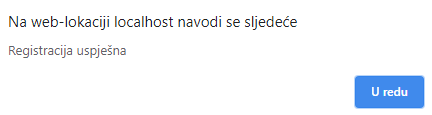 Na web-lokaciji localhost navodi se sljedeće
Registracija uspješna
U redu